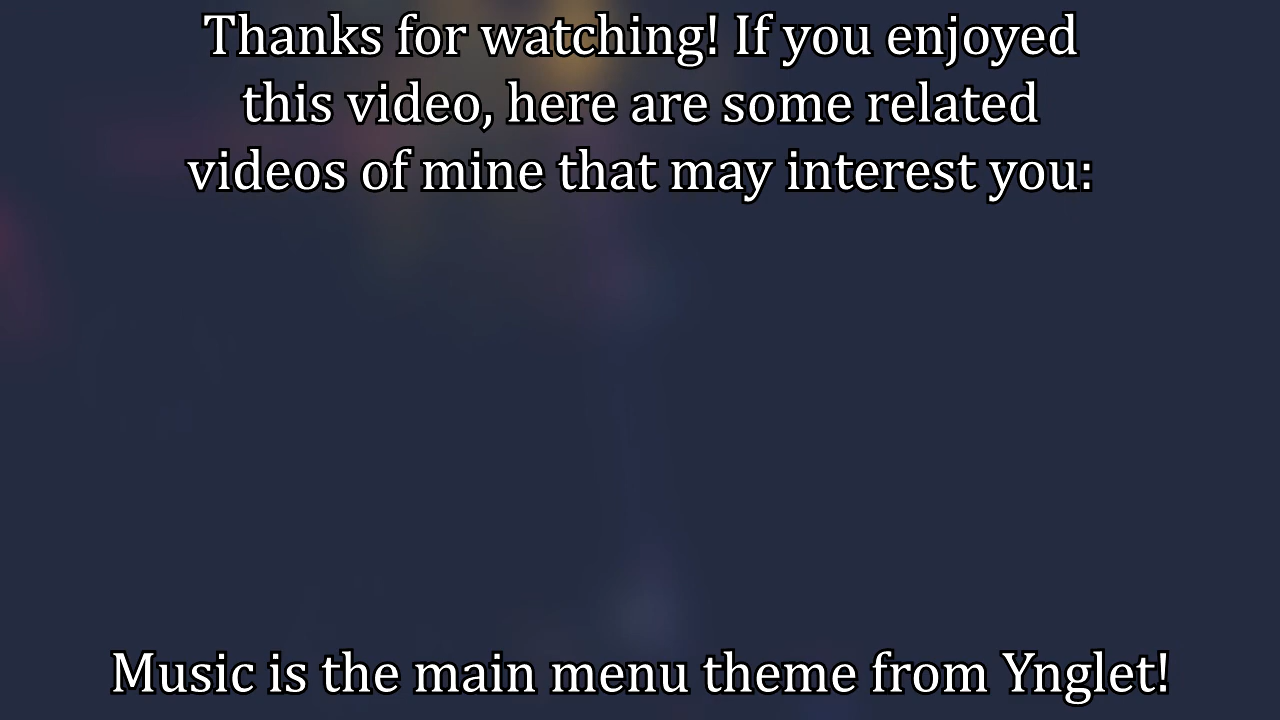 Thanks for watching! If you enjoyed
this video, here are some related
videos of mine that may interest you:
Music is the main menu theme from Ynglet!